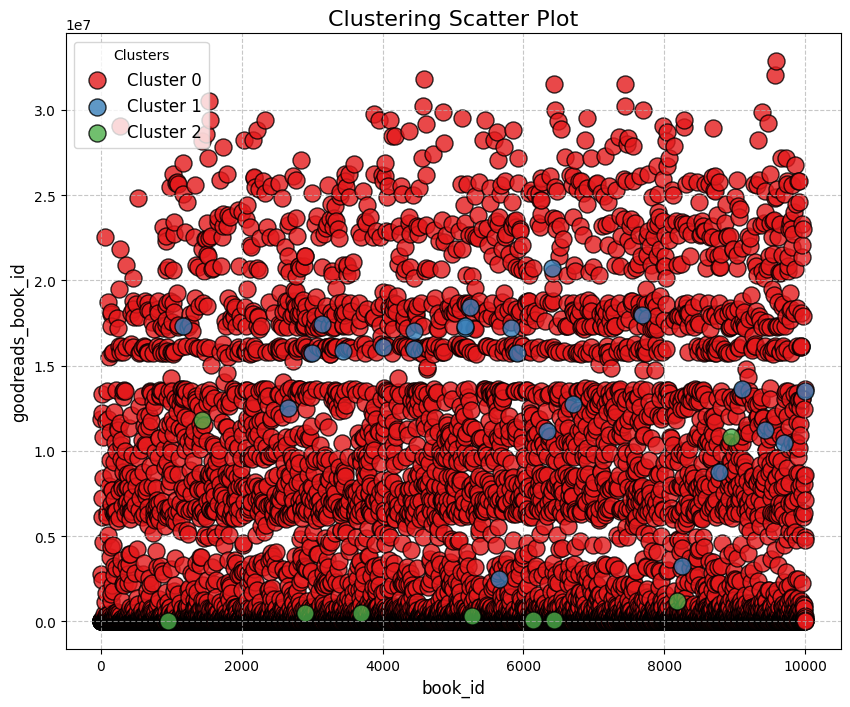 Clustering Scatter Plot
1e7
Clusters
Cluster 0
Cluster 1
Cluster 2
3.0
2.5
2.0
1.5
1.0
0.5
0.0
goodreads_book_id
0 2000 4000 6000 8000 10000
book_id